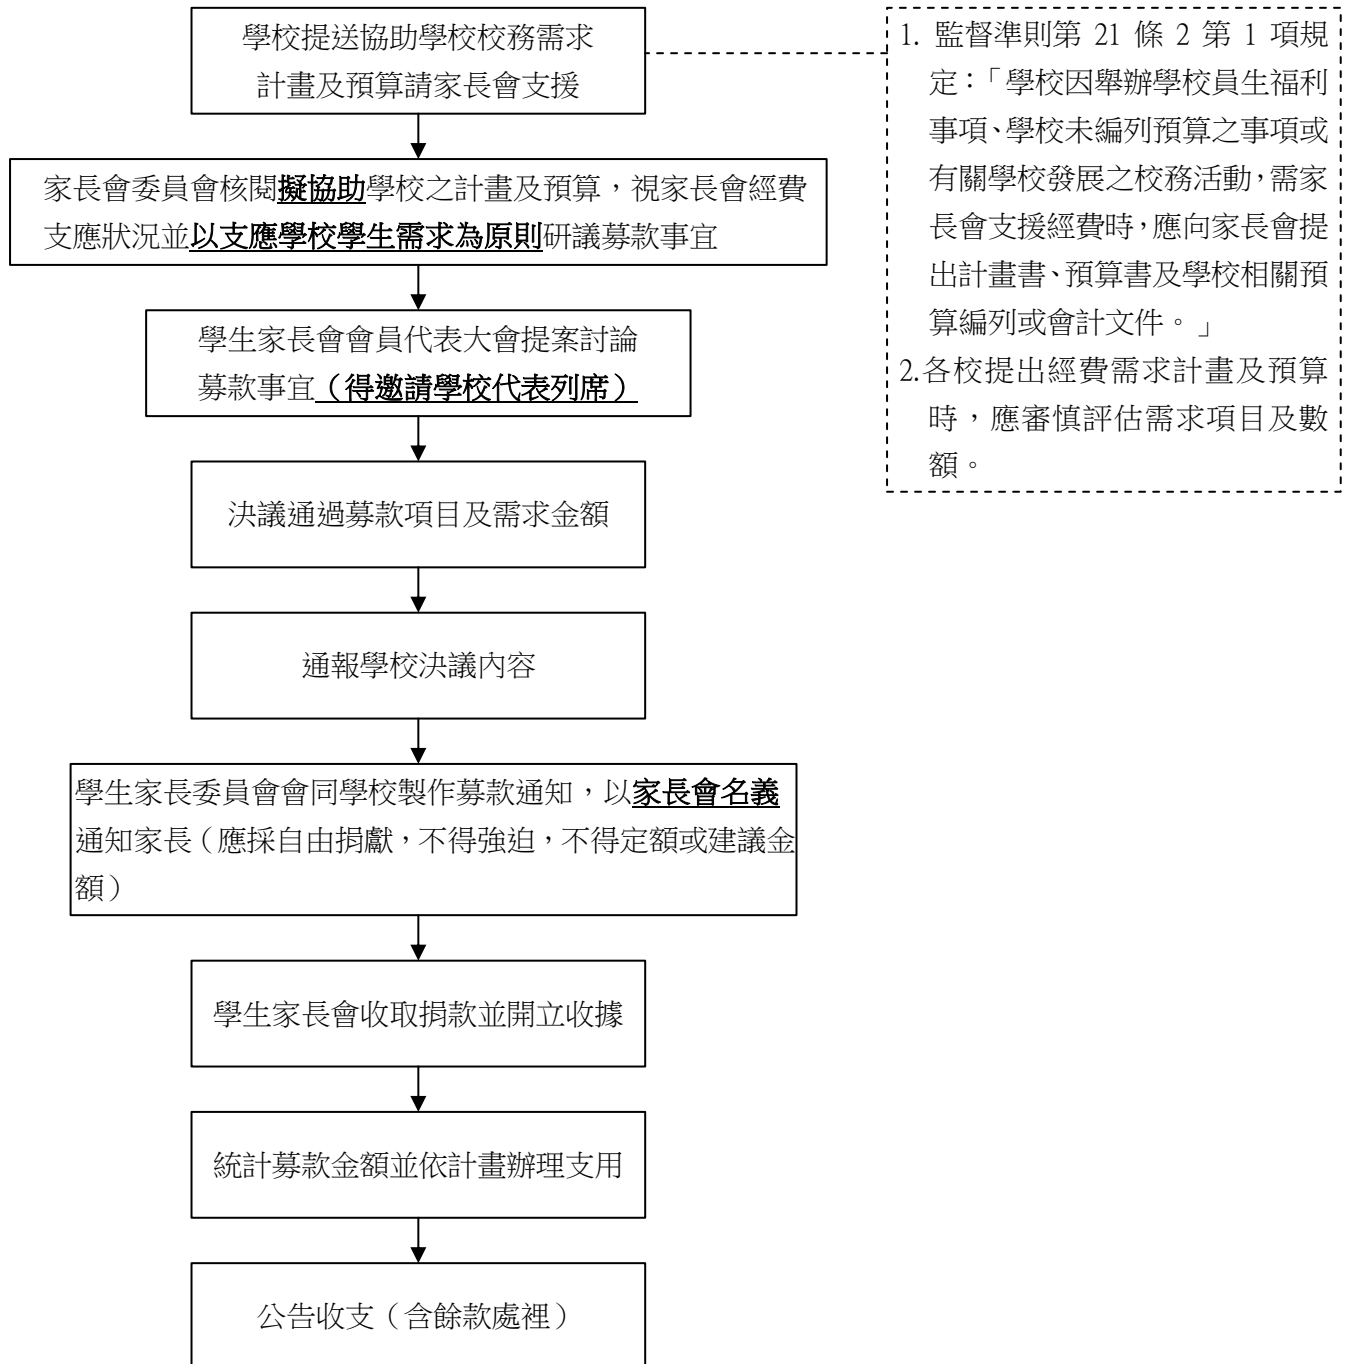 學校提送協助學校校務需求
計畫及預算請家長會支援
家長會委員會核閱擬協助學校之計畫及預算，視家長會經費
支應狀況並以支應學校學生需求為原則研議募款事宜
學生家長會會員代表大會提案討論
募款事宜（得邀請學校代表列席）
決議通過募款項目及需求金額
通報學校決議內容
學生家長委員會會同學校製作募款通知，以家長會名義
通知家長（應採自由捐獻，不得強迫，不得定額或建議金
額）
學生家長會收取捐款並開立收據
統計募款金額並依計畫辦理支用
公告收支（含餘款處裡）
1. 監督準則第 21 條 2 第 1 項規
定：「學校因舉辦學校員生福利
事項、學校未編列預算之事項或
有關學校發展之校務活動，需家
長會支援經費時，應向家長會提
出計畫書、預算書及學校相關預
算編列或會計文件。」
2.各校提出經費需求計畫及預算
時，應審慎評估需求項目及數
額。